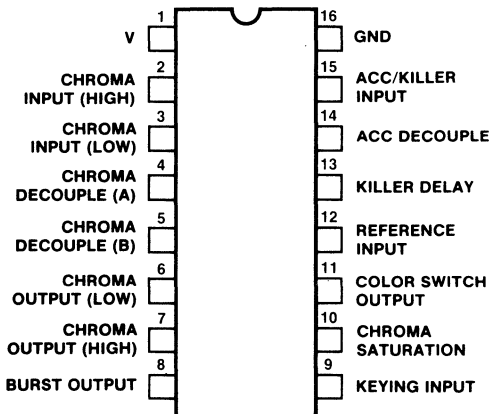 1
V
2
CHROMA
INPUT (HIGH)
3
CHROMA
INPUT (LOW)
4
CHROMA
DECOUPLE (A)
5
CHROMA
DECOUPLE (B)
6
CHROMA
OUTPUT (LOW)
7
CHROMA
OUTPUT (HIGH)
8
BURST OUTPUT
16
GND
15
ACC/KILLER
INPUT
14
ACC DECOUPLE
13
KILLER DELAY
12
REFERENCE
INPUT
11
COLOR SWITCH
OUTPUT
10
CHROMA
SATURATION
9
KEYING INPUT